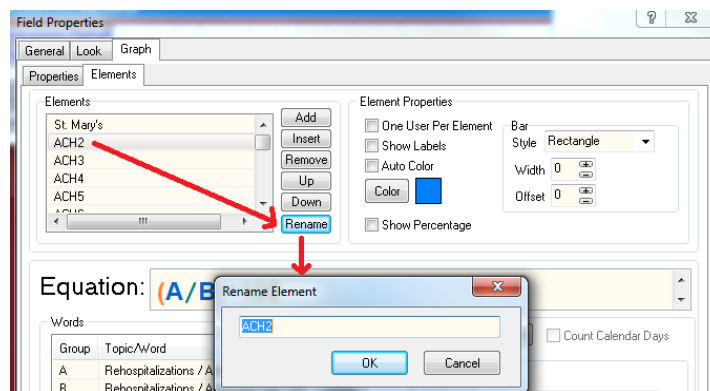 Field Properties
General Look Graph
Properties Elements
Elements
St. Mary's
ACH2
ACH3
ACH4
ACH5
Add
Insert
Remove
Up
Down
Rename
Element Properties
One User Per Element
Show Labels
Auto Color
Color
Show Percentage
Bar
Style Rectangle
Width 0
Offset 0
Equation: (A/B
Words
Group Topic/Word
A Rehospitalizations / A
B Rehospitalizations / A
Count Calendar Days
Rename Element
ACH2
OK Cancel